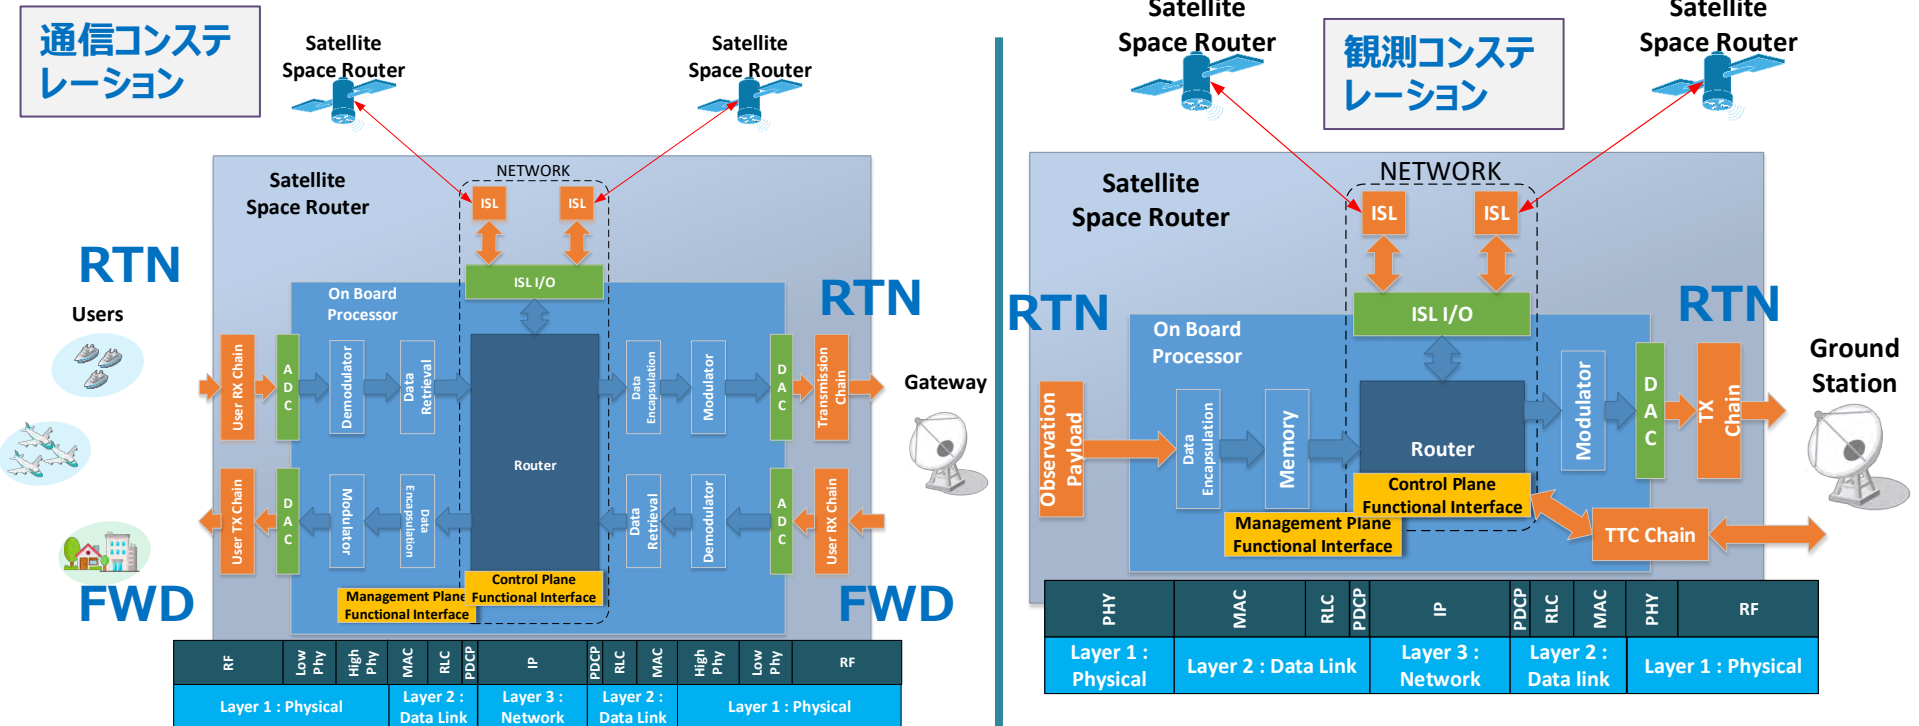 通信コンステ
レーション
Satellite
Space Router
Satellite
Space Router
NETWORK
Satellite
Space Router
ISL
ISL
ISL I/O
RTN
RTN
Users
On Board
Processor
User RX Chain
A
D
C
Demodulator
Data
Retrieval
Router
Data
Encapsulation
Modulator
D
A
C
Transmission
Chain
Gateway
User TX Chain
D
A
C
Modulator
Data
Encapsulation
Data
Retrieval
Demodulator
A
D
C
User RX Chain
Control Plane
Functional Interface
Management Plane
Functional Interface
FWD
FWD
RF
Low
Phy
High
Phy
MAC
RLC
PDCP
IP
PDCP
RLC
MAC
High
Phy
Low
Phy
RF
Layer 1 : Physical
Layer 2 :
Data Link
Layer 3 :
Network
Layer 2 :
Data Link
Layer 1 : Physical
Satellite
Space Router
観測コンステ
レーション
Satellite
Space Router
NETWORK
Satellite
Space Router
ISL
ISL
ISL I/O
RTN
RTN
On Board
Processor
Observation
Payload
Data
Encapsulation
Memory
Router
Modulator
D
A
C
TX
Chain
Ground
Station
Control Plane
Functional Interface
Management Plane
Functional Interface
TTC Chain
PHY
MAC
RLC
PDCP
IP
PDCP
RLC
MAC
PHY
RF
Layer 1 :
Physical
Layer 2 : Data Link
Layer 3 :
Network
Layer 2 :
Data link
Layer 1 : Physical